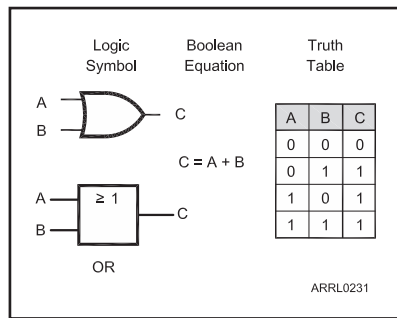 Logic Symbol
Boolean Equation
Truth Table
A
B
C
C = A + B
A
B
≥ 1
C
OR
A B C
0 0 0
0 1 1
1 0 1
1 1 1
ARRL0231